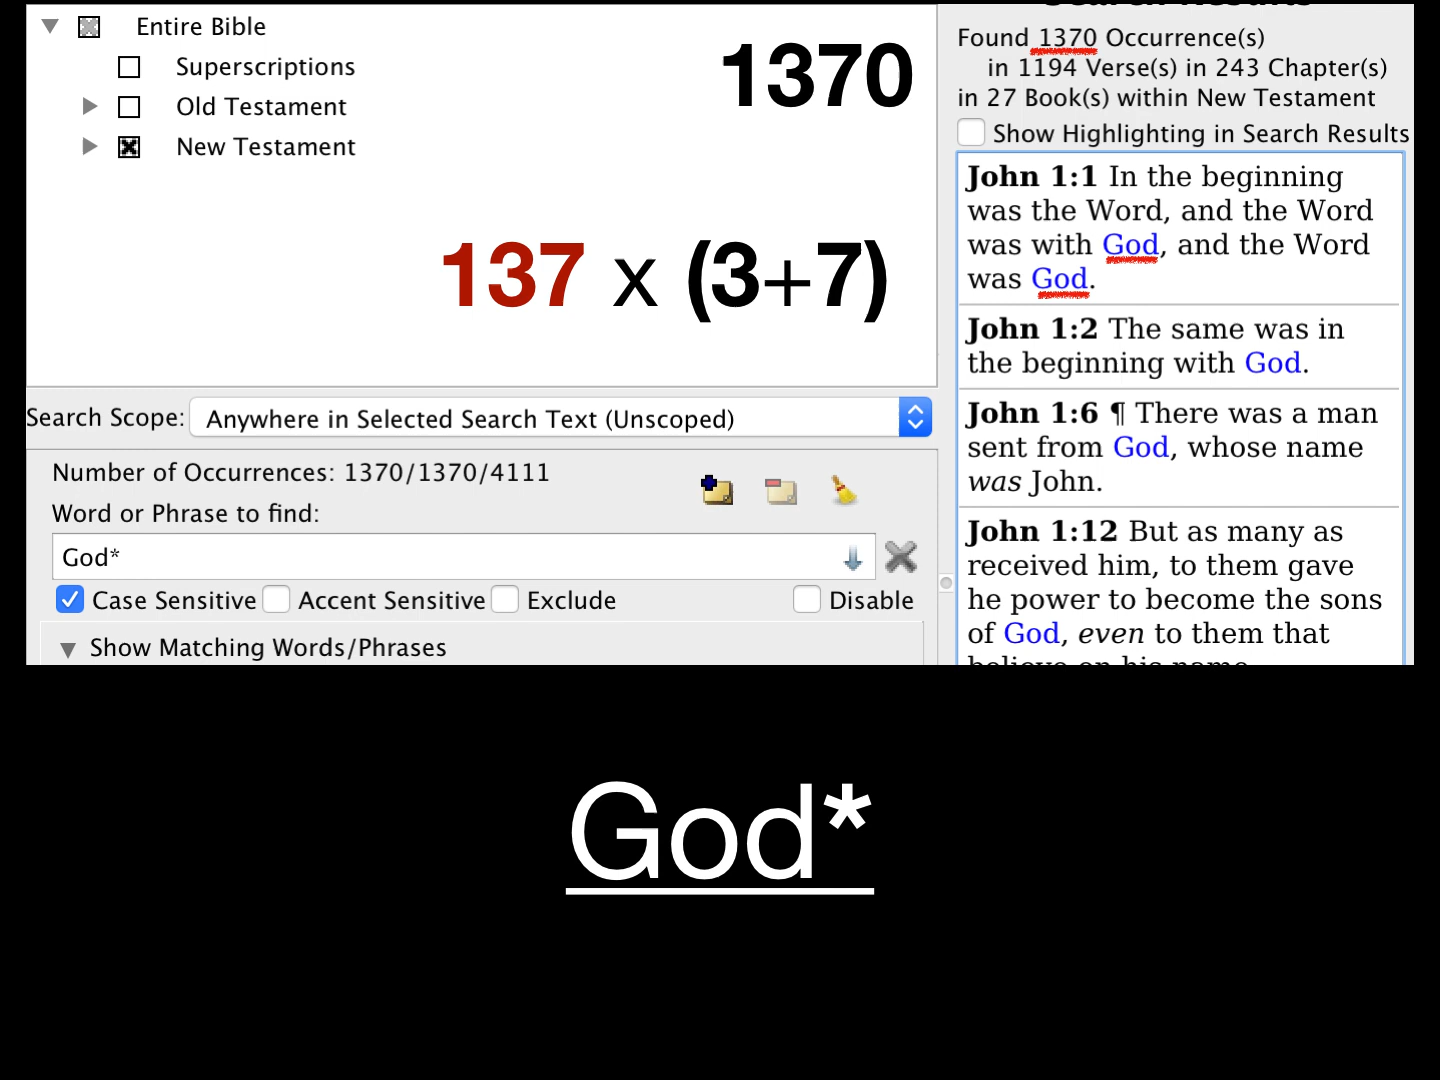 Entire Bible
Superscriptions
Old Testament
New Testament
1370
137 x (3+7)
Search Scope: Anywhere in Selected Search Text (Unscoped)
Number of Occurrences: 1370/1370/4111
Word or Phrase to find:
God*
Case Sensitive Accent Sensitive Exclude Disable
Show Matching Words/Phrases
Found 1370 Occurrence(s)
in 1194 Verse(s) in 243 Chapter(s)
in 27 Book(s) within New Testament
Show Highlighting in Search Results
John 1:1 In the beginning
was the Word, and the Word
was with God, and the Word
was God.
John 1:2 The same was in
the beginning with God.
John 1:6 ¶ There was a man
sent from God, whose name
was John.
John 1:12 But as many as
received him, to them gave
he power to become the sons
of God, even to them that
believe on his name
God*